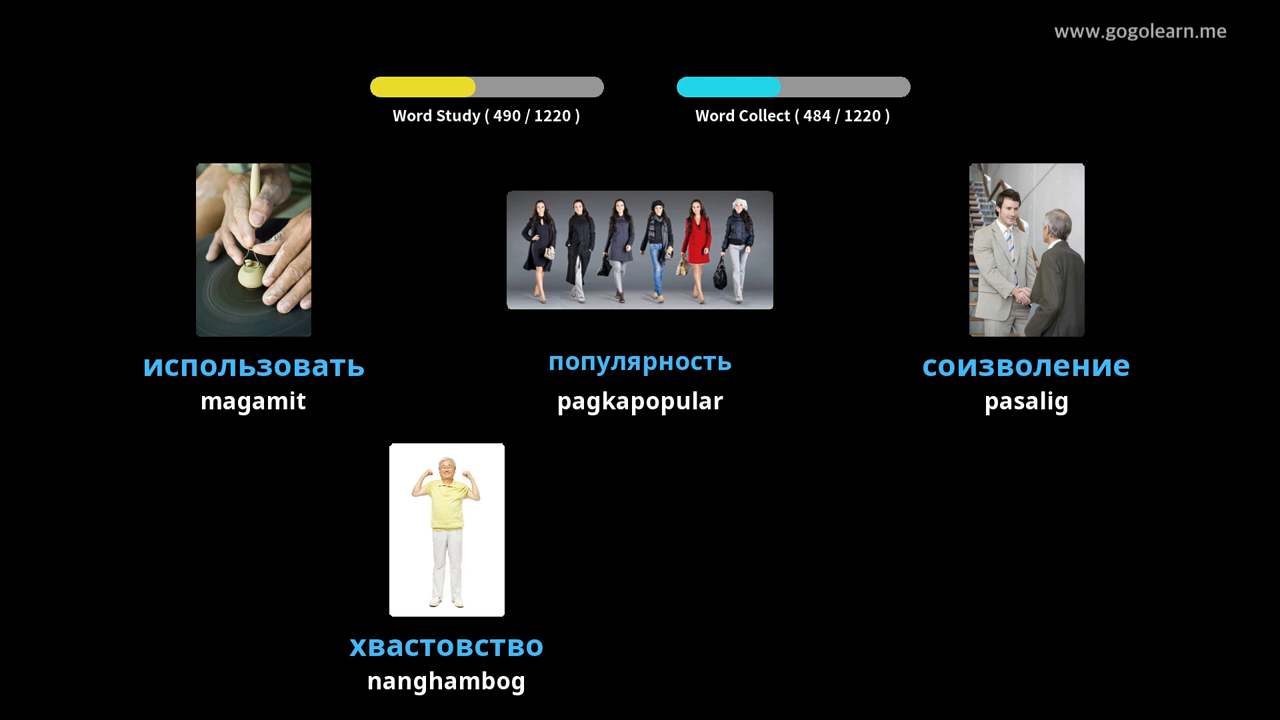 www.gogolearn.me
Word Study ( 490 / 1220 )
Word Collect ( 484 / 1220 )
использовать
magamit
популярность
pagkapopular
соизволение
pasalig
хвастовство
nanghambog